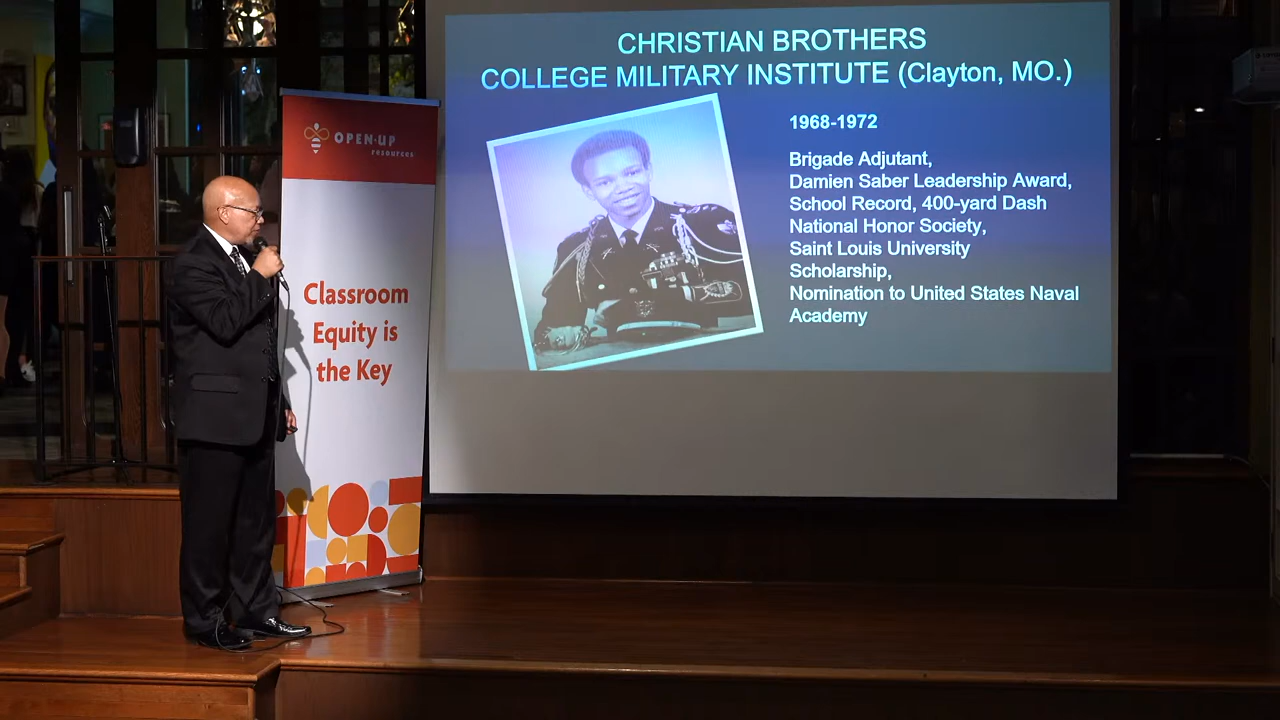 CHRISTIAN BROTHERS
COLLEGE MILITARY INSTITUTE (Clayton, MO.)
1968-1972
Brigade Adjutant,
Damien Saber Leadership Award,
School Record, 400-yard Dash
National Honor Society,
Saint Louis University
Scholarship,
Nomination to United States Naval
Academy
OPEN·UP
resources
Classroom
Equity is
the Key